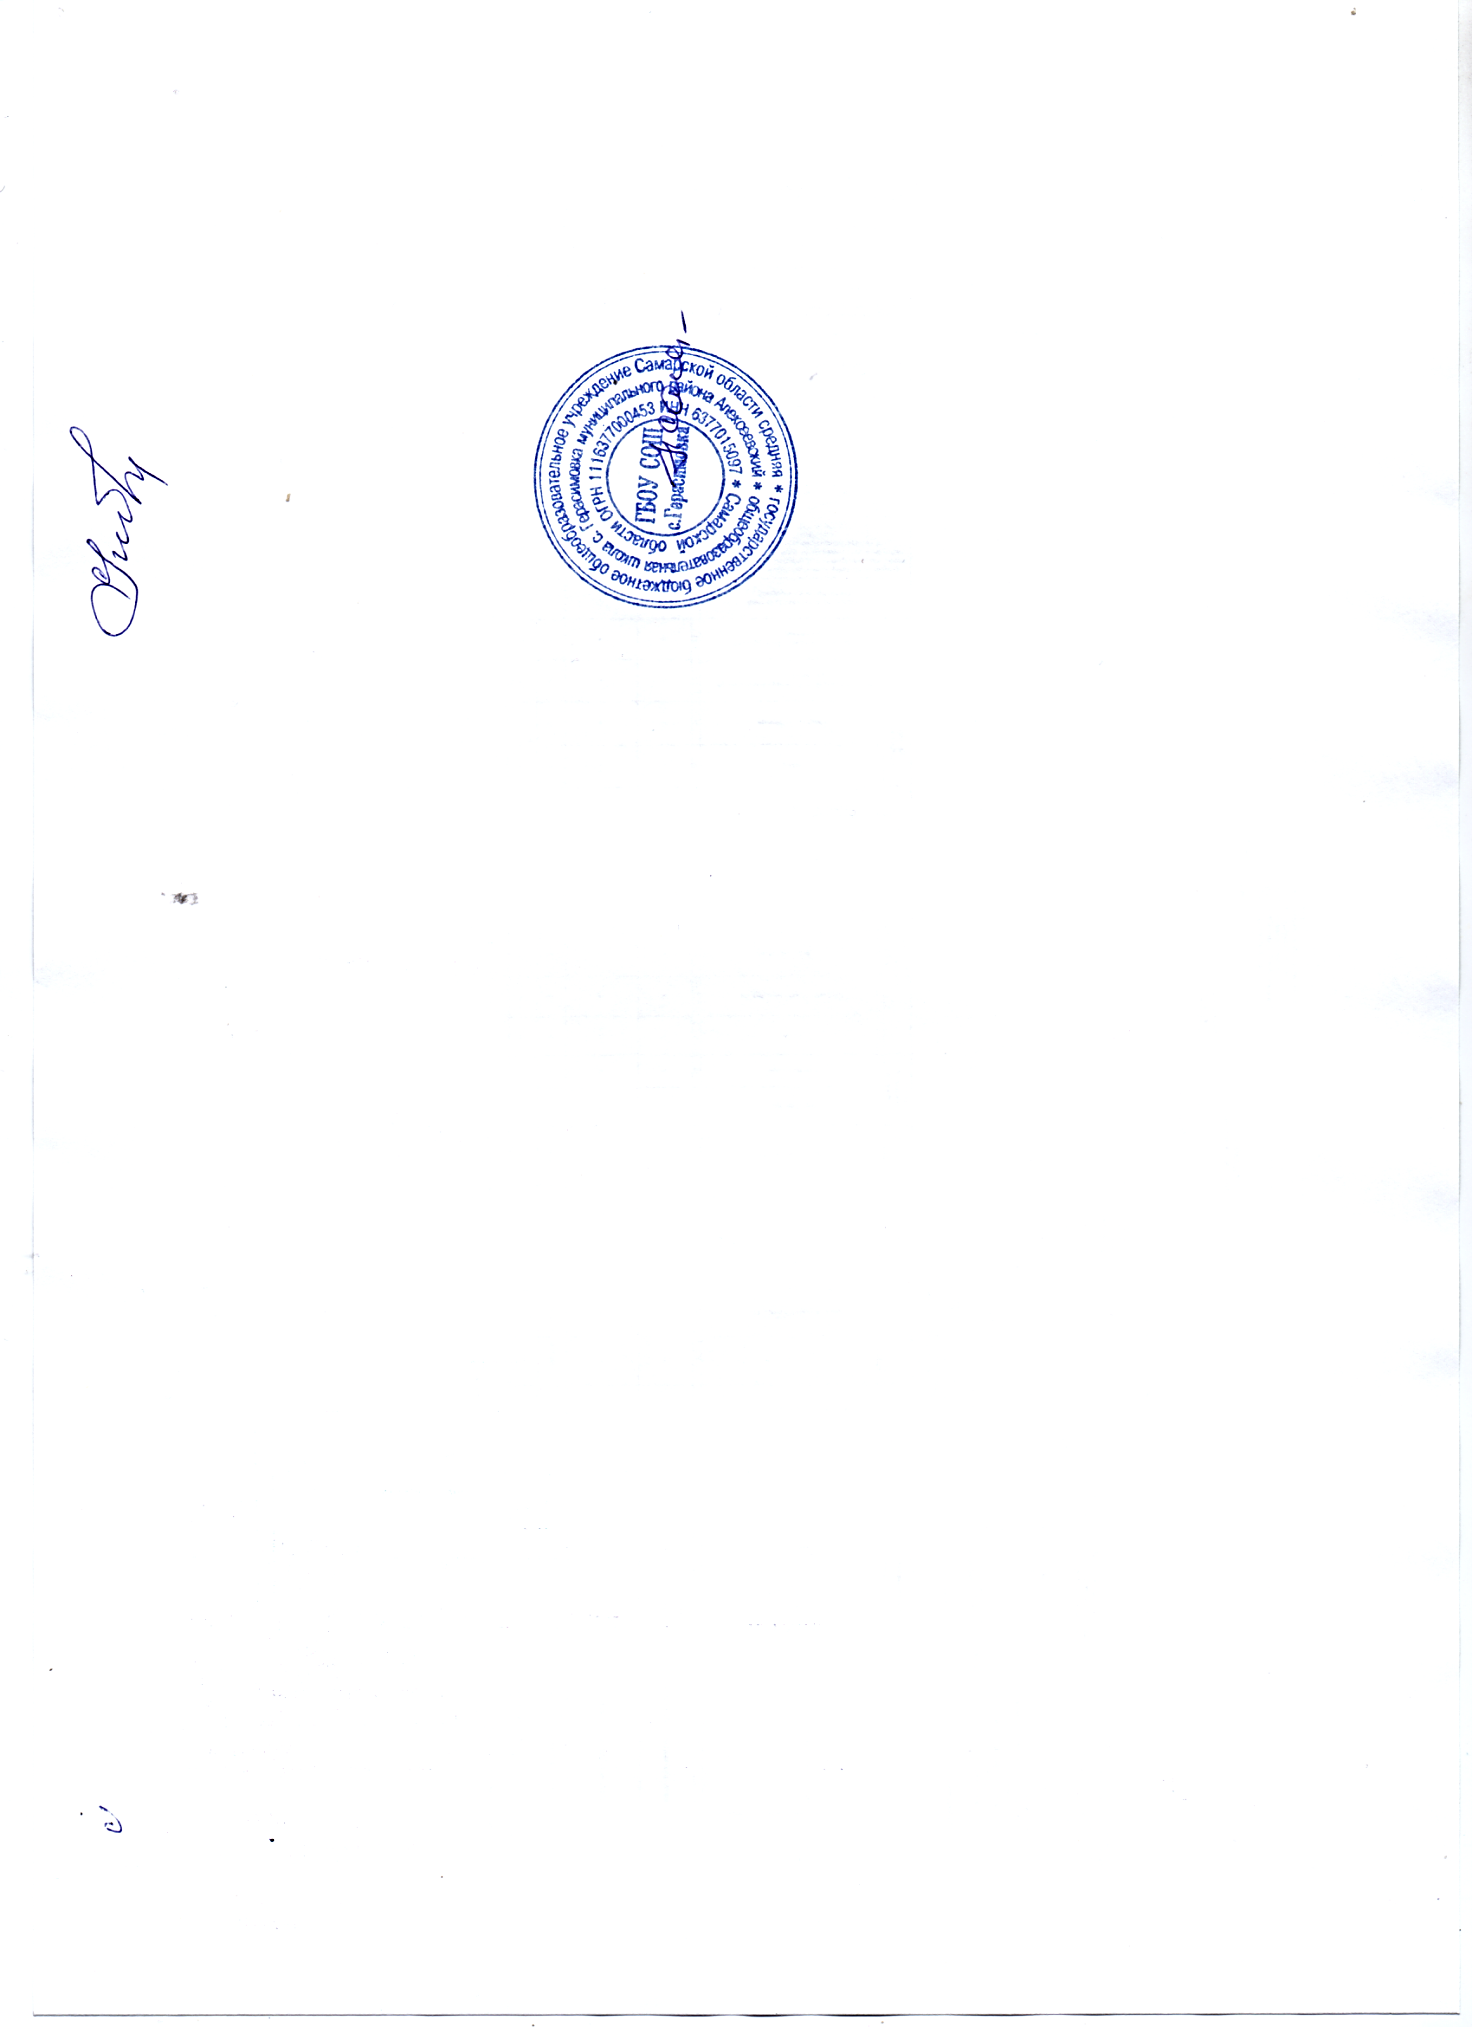 * государственное бюджетное общеобразовательное учреждение Самарской области средняя
* общеобразовательная школа с. Герасимовка муниципального района Алексеевский
* Самарской области ОГРН 1116377000453 ИНН 6377015097
ГБОУ СОШ
с.Герасимовка